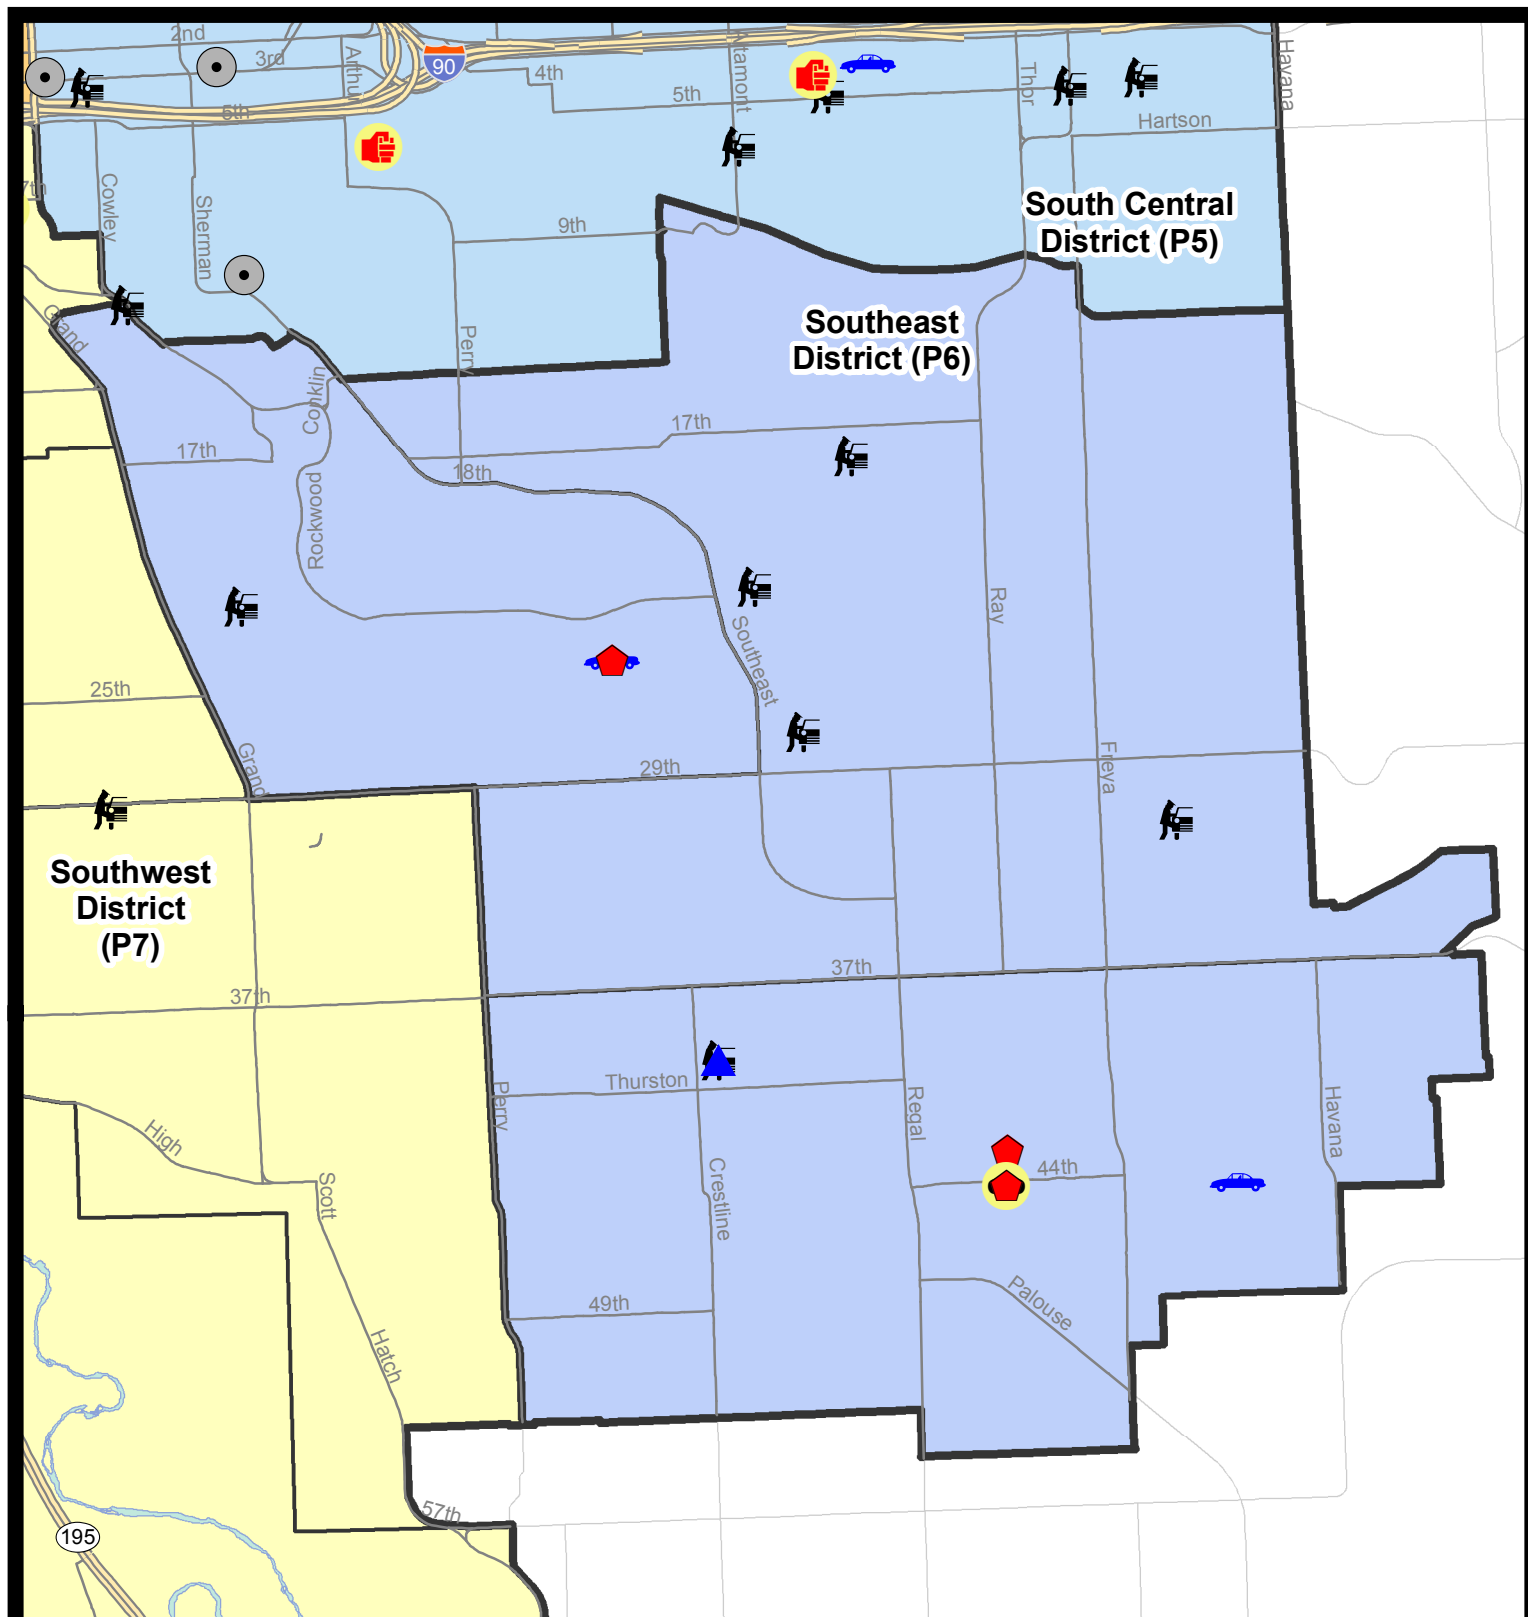 2nd
3rd
Arthur
90
4th
Altamont
5th
Thor
Havana
5th
Hartson
7th
Cowley
Sherman
9th
South Central
District (P5)
Grand
Perry
Southeast
District (P6)
Conklin
17th
17th
18th
Rockwood
Ray
Southeast
25th
Grand
29th
Freya
Southwest
District
(P7)
37th
37th
Thurston
Perry
Regal
Havana
High
Scott
Crestline
44th
49th
Palouse
Hatch
57th
195